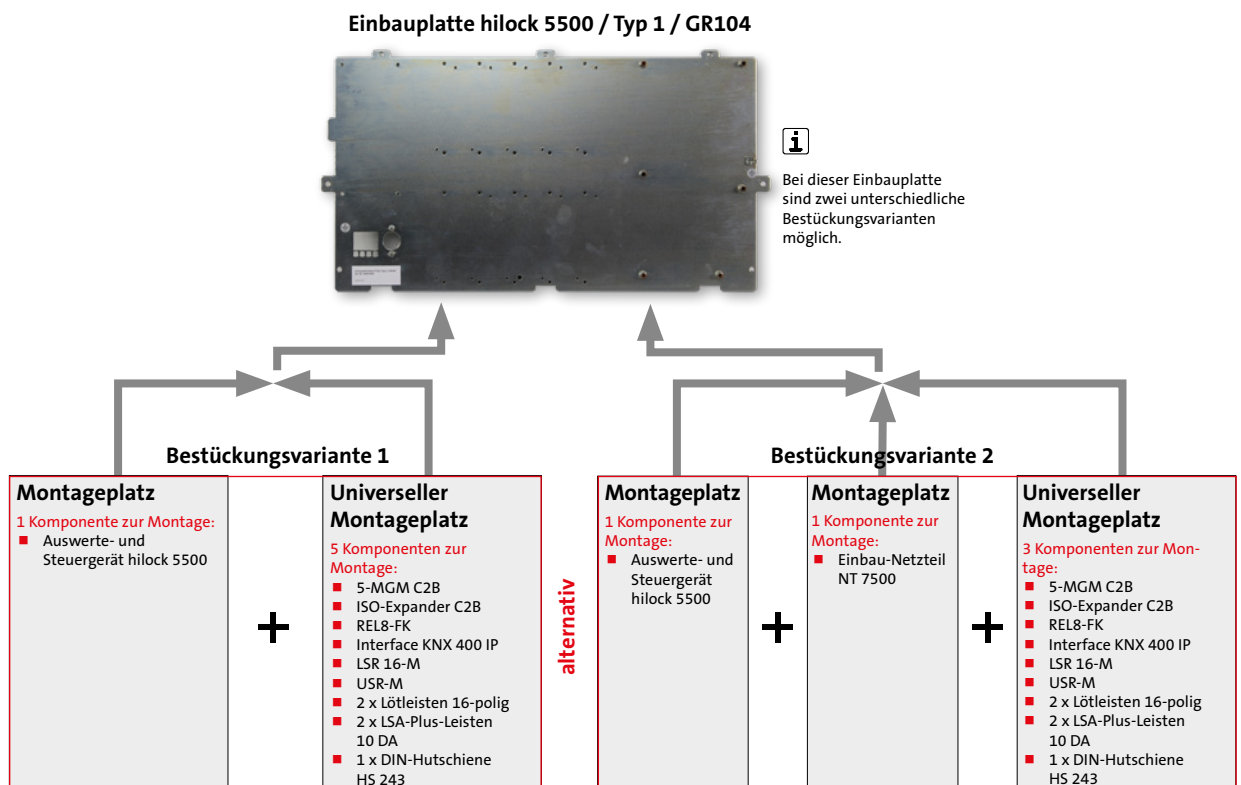 Einbauplatte hilock 5500 / Typ 1 / GR104
i
Bei dieser Einbauplatte
sind zwei unterschiedliche
Bestückungsvarianten
möglich.
Bestückungsvariante 1
Montageplatz
1 Komponente zur Montage:
■ Auswerte- und
Steuergerät hilock 5500
+
Universeller
Montageplatz
5 Komponenten zur
Montage:
■ 5-MGM C2B
■ ISO-Expander C2B
■ REL8-FK
■ Interface KNX 400 IP
■ LSR 16-M
■ USR-M
■ 2 x Lötleisten 16-polig
■ 2 x LSA-Plus-Leisten
10 DA
■ 1 x DIN-Hutschiene
HS 243
alternativ
Bestückungsvariante 2
Montageplatz
1 Komponente zur
Montage:
■ Auswerte- und
Steuergerät
hilock 5500
+
Montageplatz
1 Komponente zur
Montage:
■ Einbau-Netzteil
NT 7500
+
Universeller
Montageplatz
3 Komponenten zur Mon-
tage:
■ 5-MGM C2B
■ ISO-Expander C2B
■ REL8-FK
■ Interface KNX 400 IP
■ LSR 16-M
■ USR-M
■ 2 x Lötleisten 16-polig
■ 2 x LSA-Plus-Leisten
10 DA
■ 1 x DIN-Hutschiene
HS 243